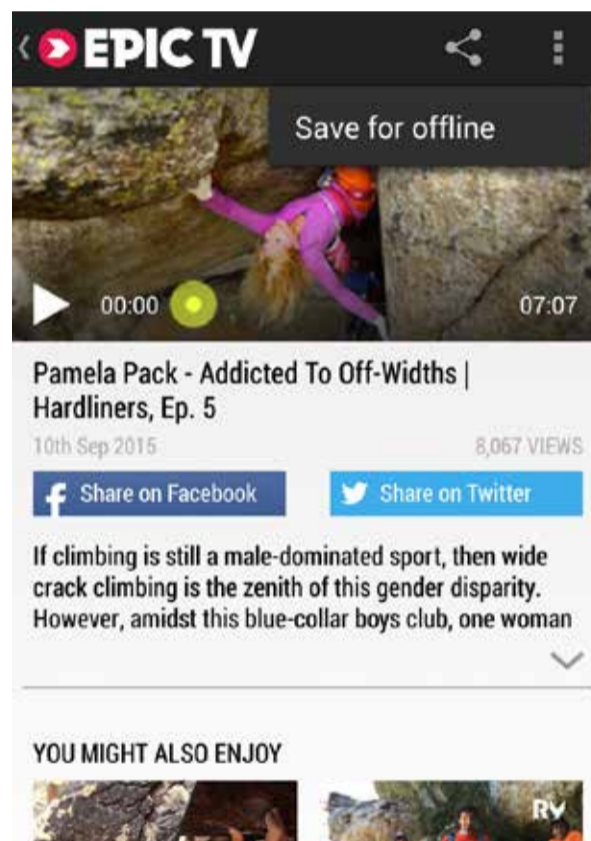 EPIC TV
Save for offline
00:00
07:07
Pamela Pack - Addicted To Off-Widths |
Hardliners, Ep. 5
10th Sep 2015
8,067 VIEWS
Share on Facebook
Share on Twitter
If climbing is still a male-dominated sport, then wide
crack climbing is the zenith of this gender disparity.
However, amidst this blue-collar boys club, one woman
YOU MIGHT ALSO ENJOY
RV